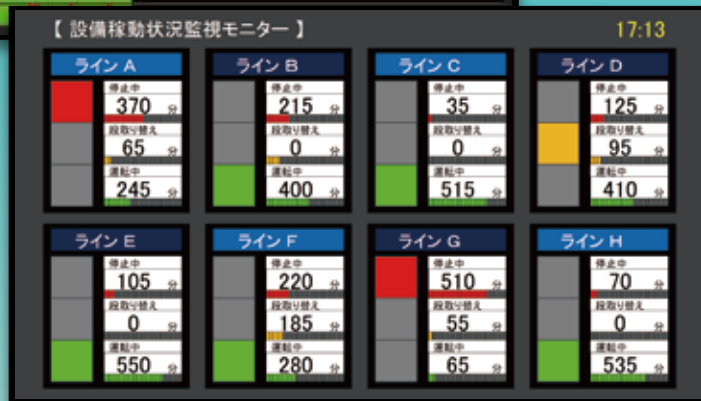 【 設備稼動状況監視モニター 】
17:13
ライン A
停止中
370 分
段取り替え
65 分
運転中
245 分
ライン B
停止中
215 分
段取り替え
0 分
運転中
400 分
ライン C
停止中
35 分
段取り替え
0 分
運転中
515 分
ライン D
停止中
125 分
段取り替え
95 分
運転中
410 分
ライン E
停止中
105 分
段取り替え
0 分
運転中
550 分
ライン F
停止中
220 分
段取り替え
185 分
運転中
280 分
ライン G
停止中
510 分
段取り替え
55 分
運転中
65 分
ライン H
停止中
70 分
段取り替え
0 分
運転中
535 分